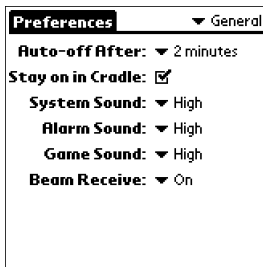 Preferences General
Auto-off After: 2 minutes
Stay on in Cradle:
System Sound: High
Alarm Sound: High
Game Sound: High
Beam Receive: On